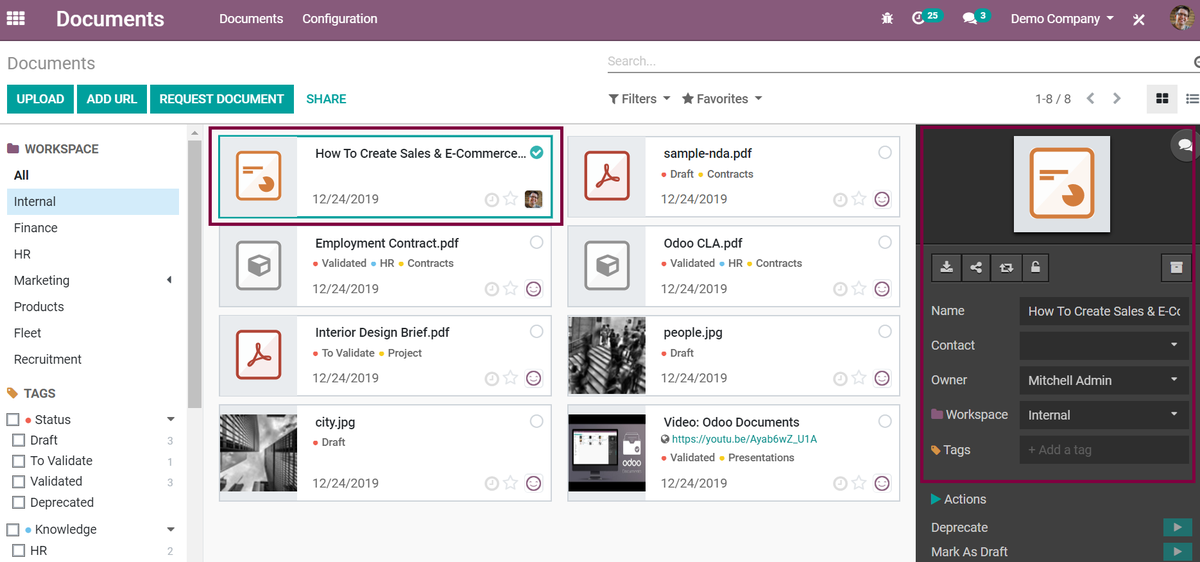 Documents
Documents
Configuration
25
3
Demo Company
Documents
Search...
UPLOAD
ADD URL
REQUEST DOCUMENT
SHARE
Filters
Favorites
1-8 / 8
WORKSPACE
All
Internal
Finance
HR
Marketing
Products
Fleet
Recruitment
TAGS
Status
Draft 3
To Validate 1
Validated 3
Deprecated
Knowledge
HR 2
How To Create Sales & E-Commerce...
12/24/2019
sample-nda.pdf
Draft Contracts
12/24/2019
Employment Contract.pdf
Validated HR Contracts
12/24/2019
Odoo CLA.pdf
Validated HR Contracts
12/24/2019
Interior Design Brief.pdf
To Validate Project
12/24/2019
people.jpg
Draft
12/24/2019
city.jpg
Draft
12/24/2019
odoo
Video: Odoo Documents
https://youtu.be/Ayab6wZ_U1A
Validated Presentations
12/24/2019
Name How To Create Sales & E-Co
Contact
Owner Mitchell Admin
Workspace Internal
Tags + Add a tag
Actions
Deprecate
Mark As Draft